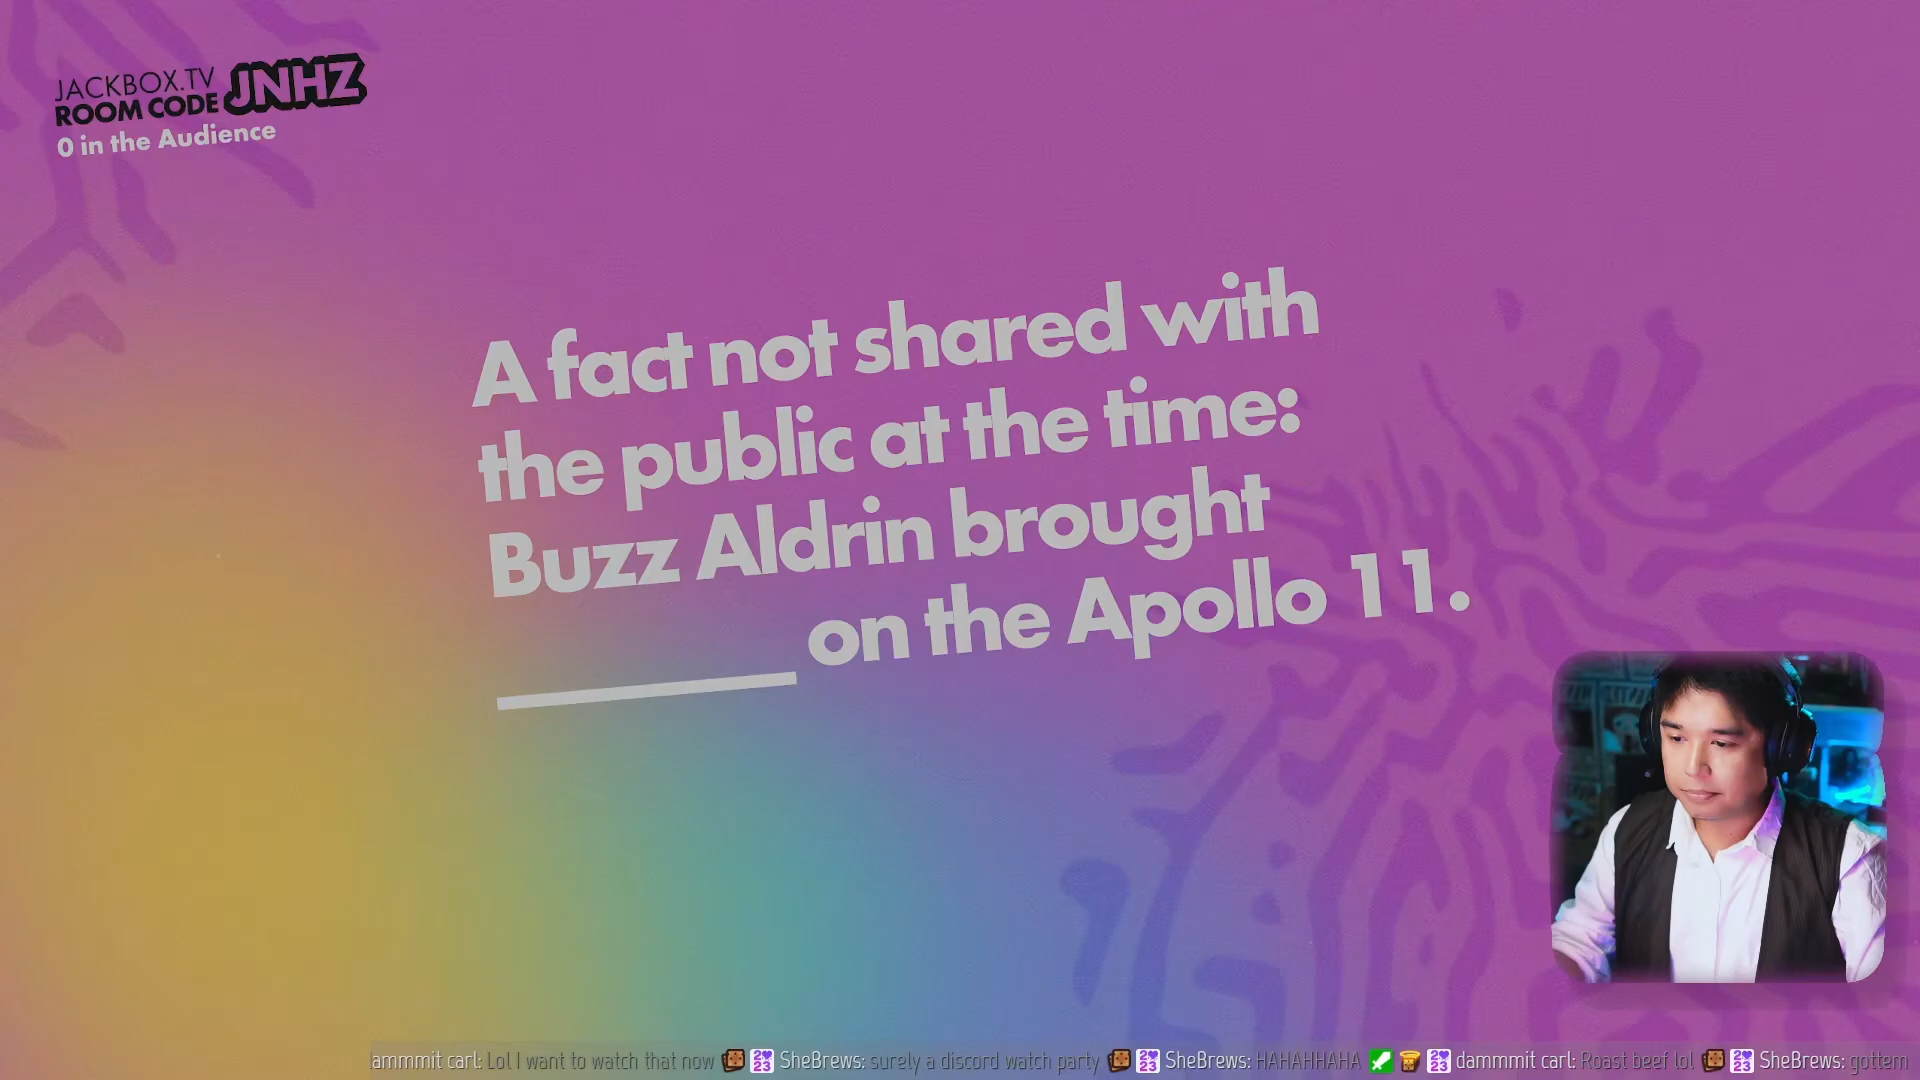 JACKBOX.TV
ROOM CODE JNHZ
0 in the Audience
A fact not shared with
the public at the time:
Buzz Aldrin brought
on the Apollo 11.
ammmit carl: Lol I want to watch that now SheBrews: surely a discord watch party SheBrews: HAHAHHAHA dammmit carl: Roast beef lol SheBrews: gottem